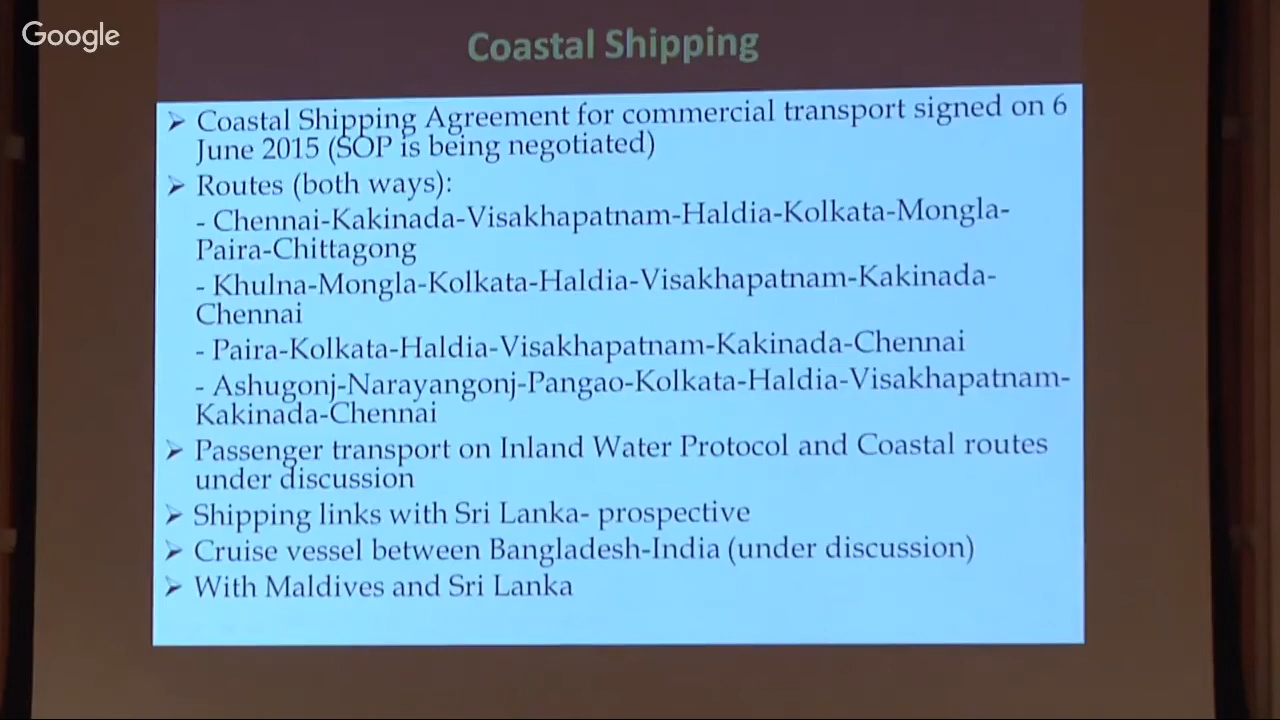 Google
Coastal Shipping
➢ Coastal Shipping Agreement for commercial transport signed on 6
June 2015 (SOP is being negotiated)
➢ Routes (both ways):
- Chennai-Kakinada-Visakhapatnam-Haldia-Kolkata-Mongla-
Paira-Chittagong
- Khulna-Mongla-Kolkata-Haldia-Visakhapatnam-Kakinada-
Chennai
- Paira-Kolkata-Haldia-Visakhapatnam-Kakinada-Chennai
- Ashugonj-Narayangonj-Pangao-Kolkata-Haldia-Visakhapatnam-
Kakinada-Chennai
➢ Passenger transport on Inland Water Protocol and Coastal routes
under discussion
➢ Shipping links with Sri Lanka- prospective
➢ Cruise vessel between Bangladesh-India (under discussion)
➢ With Maldives and Sri Lanka